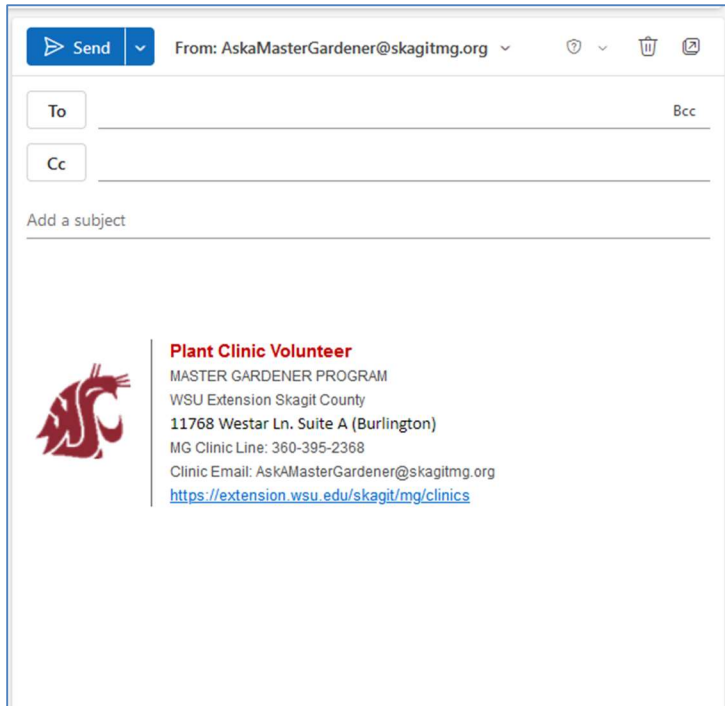 Send From: AskaMasterGardener@skagitmg.org
To Bcc
Cc
Add a subject
Plant Clinic Volunteer
MASTER GARDENER PROGRAM
WSU Extension Skagit County
11768 Westar Ln. Suite A (Burlington)
MG Clinic Line: 360-395-2368
Clinic Email: AskAMasterGardener@skagitmg.org
https://extension.wsu.edu/skagit/mg/clinics